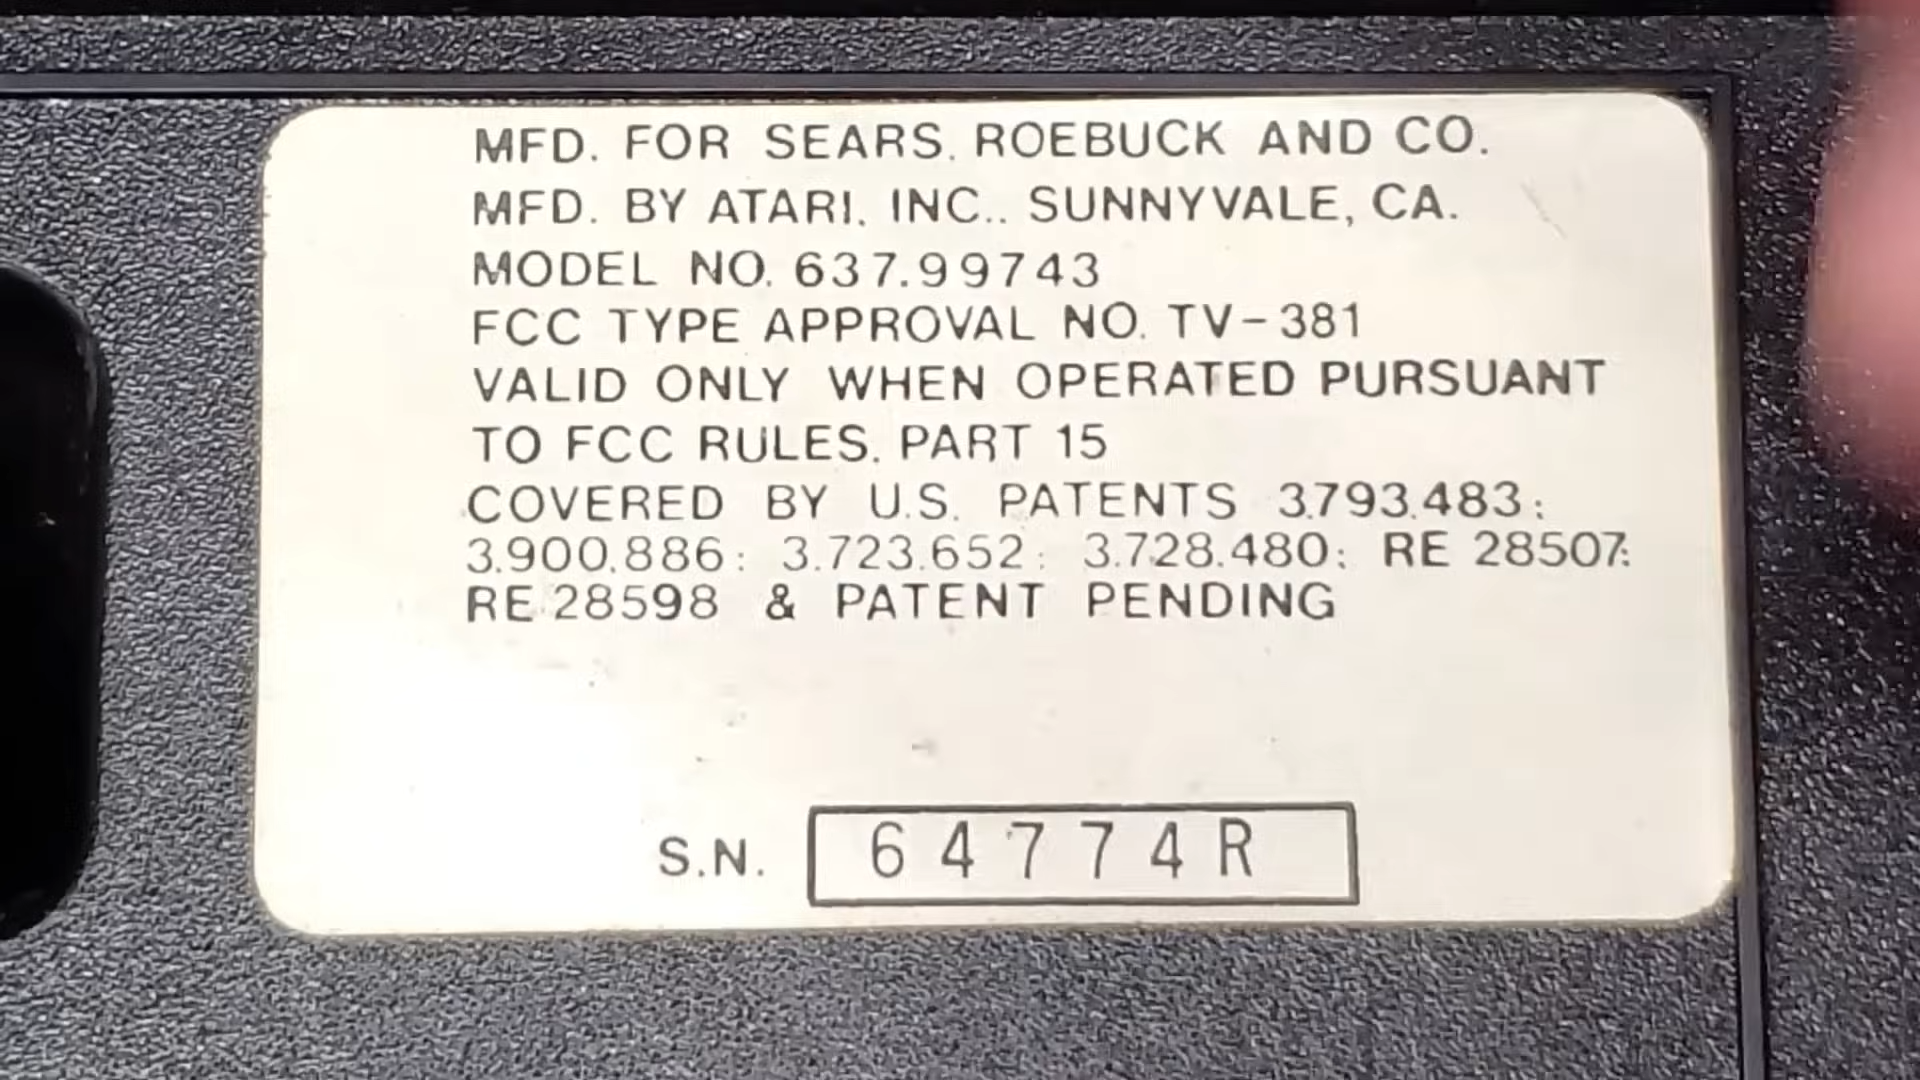 MFD. FOR SEARS, ROEBUCK AND CO.
MFD. BY ATARI, INC., SUNNYVALE, CA.
MODEL NO. 637.99743
FCC TYPE APPROVAL NO. TV-381
VALID ONLY WHEN OPERATED PURSUANT
TO FCC RULES, PART 15
COVERED BY U.S. PATENTS 3,793,483;
3,900,886; 3,723,652; 3,728,480; RE 28507;
RE 28598 & PATENT PENDING
S.N. 64774R